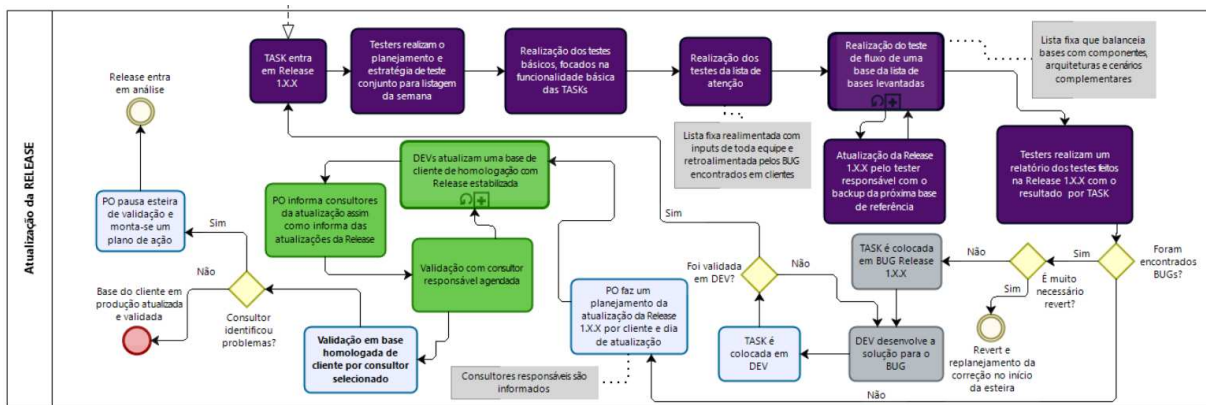 Atualização da RELEASE
TASK entra
em Release
1.X.X
Testers realizam o
planejamento e
estratégia de teste
conjunto para listagem
da semana
Realização dos testes
básicos, focados na
funcionalidade básica
das TASKs
Realização dos
testes da lista de
atenção
Realização do teste
de fluxo de uma
base da lista de
bases levantadas
Lista fixa que balanceia
bases com componentes,
arquiteturas e cenários
complementares
Release entra
em análise
Lista fixa realimentada com
inputs de toda equipe e
retroalimentada pelos BUG
encontrados em clientes
Atualização da Release
1.X.X pelo tester
responsável com o
backup da próxima base
de referência
Testers realizam um
relatório dos testes feitos
na Release 1.X.X com o
resultado por TASK
DEVs atualizam uma base de
cliente de homologação com
Release estabilizada
PO informa consultores
da atualização assim
como informa das
atualizações da Release
Validação com consultor
responsável agendada
PO pausa esteira de
validação e
monta-se um
plano de ação
Sim
Não
Consultor
identificou
problemas?
Base do cliente em
produção atualizada
e validada
Validação em base
homologada de
cliente por consultor
selecionado
PO faz um planejamento da
atualização da Release
1.X.X por cliente e dia
de atualização
Consultores responsáveis são
informados
Sim
Foi validada
em DEV?
Não
TASK é
colocada em
DEV
TASK é colocada
em BUG Release
1.X.X
DEV desenvolve a
solução para o
BUG
Não
É muito
necessário
revert?
Sim
Sim
Foram
encontrados
BUGs?
Revert e
replanejamento da
correção no início
da esteira
Não